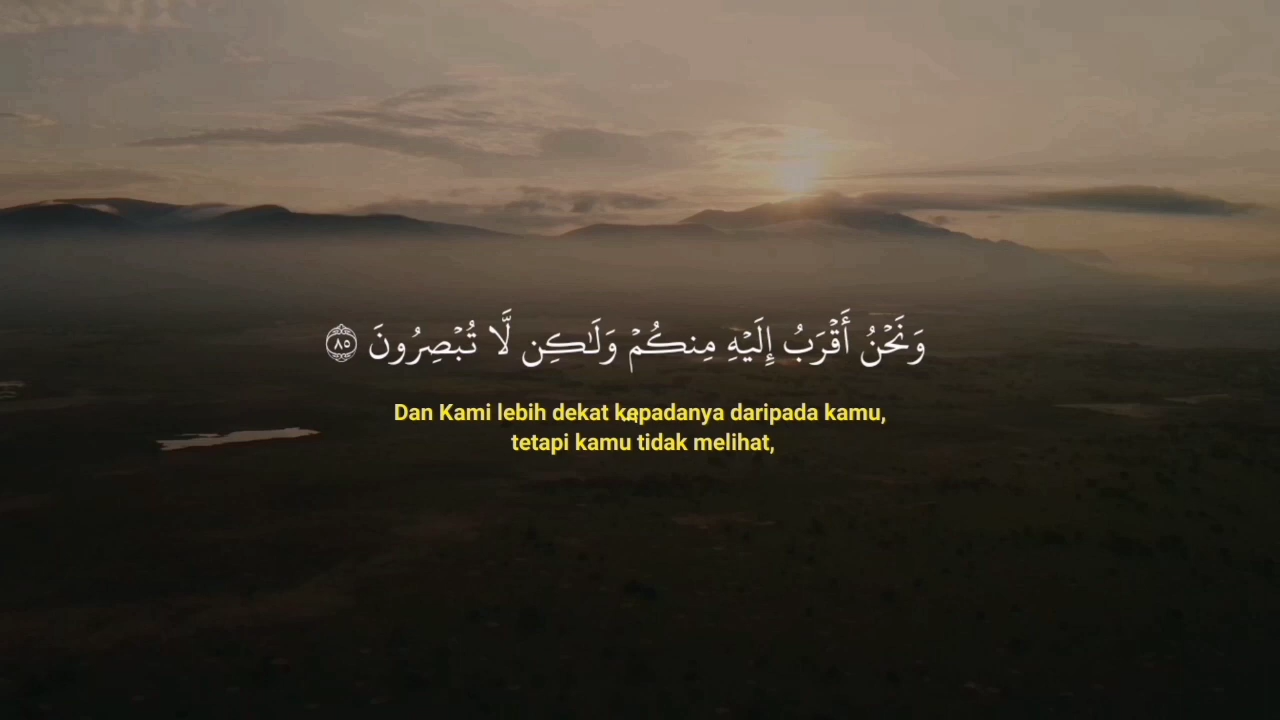 وَنَحْنُ أَقْرَبُ إِلَيْهِ مِنكُمْ وَلَٰكِن لَّا تُبْصِرُونَ ٨٥
Dan Kami lebih dekat kepadanya daripada kamu,
tetapi kamu tidak melihat,